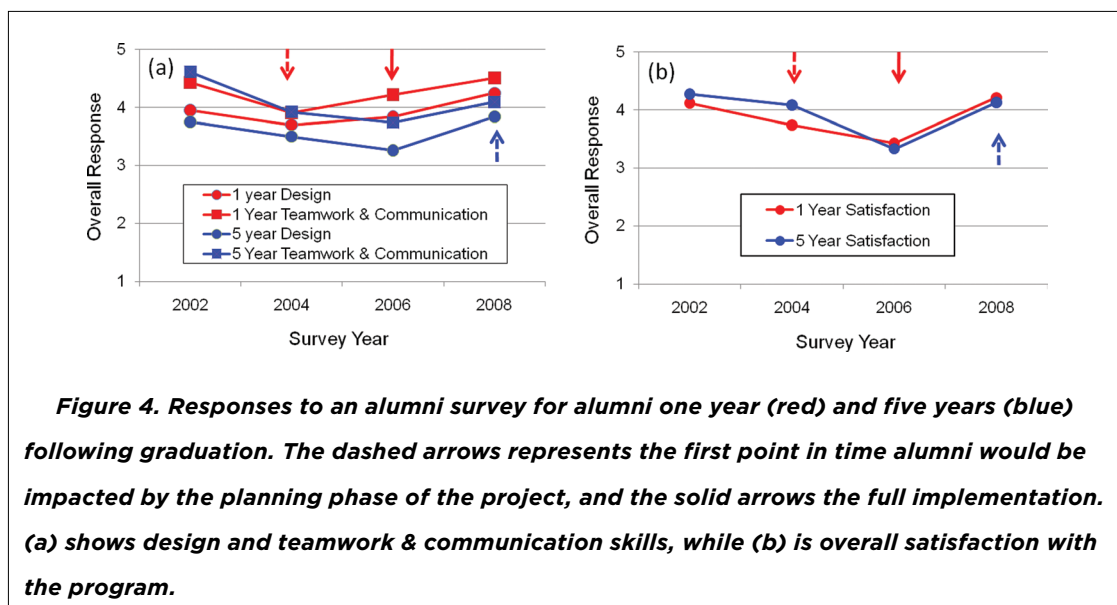 (a)
5
4
3
2
1
Overall Response
1 year Design
1 Year Teamwork & Communication
5 year Design
5 Year Teamwork & Communication
2002 2004 2006 2008
Survey Year
(b)
5
4
3
2
1
Overall Response
1 Year Satisfaction
5 Year Satisfaction
2002 2004 2006 2008
Survey Year
Figure 4. Responses to an alumni survey for alumni one year (red) and five years (blue)
following graduation. The dashed arrows represents the first point in time alumni would be
impacted by the planning phase of the project, and the solid arrows the full implementation.
(a) shows design and teamwork & communication skills, while (b) is overall satisfaction with
the program.